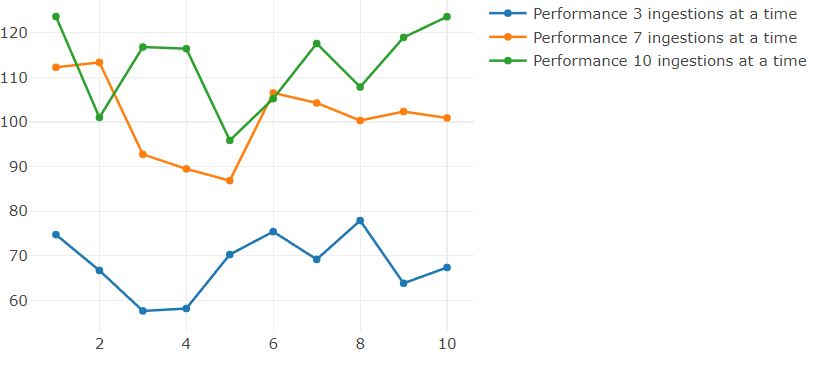 120
110
100
90
80
70
60
2 4 6 8 10
Performance 3 ingestions at a time
Performance 7 ingestions at a time
Performance 10 ingestions at a time